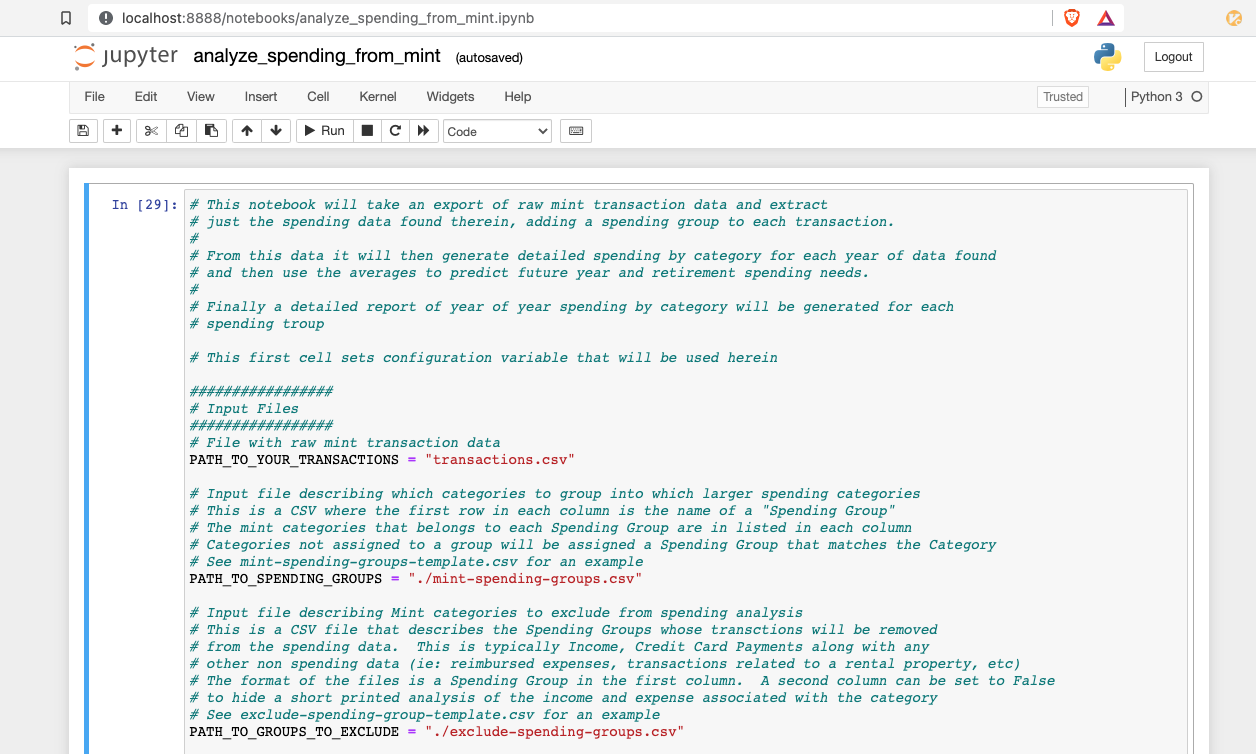 localhost:8888/notebooks/analyze_spending_from_mint.ipynb
jupyter analyze_spending_from_mint (autosaved)
Logout
File Edit View Insert Cell Kernel Widgets Help
Trusted
Python 3
Run
Code
In [29]:
# This notebook will take an export of raw mint transaction data and extract
# just the spending data found therein, adding a spending group to each transaction.
#
# From this data it will then generate detailed spending by category for each year of data found
# and then use the averages to predict future year and retirement spending needs.
#
# Finally a detailed report of year of year spending by category will be generated for each
# spending troup
# This first cell sets configuration variable that will be used herein
#################
# Input Files
#################
# File with raw mint transaction data
PATH_TO_YOUR_TRANSACTIONS = "transactions.csv"
# Input file describing which categories to group into which larger spending categories
# This is a CSV where the first row in each column is the name of a "Spending Group"
# The mint categories that belongs to each Spending Group are in listed in each column
# Categories not assigned to a group will be assigned a Spending Group that matches the Category
# See mint-spending-groups-template.csv for an example
PATH_TO_SPENDING_GROUPS = "./mint-spending-groups.csv"
# Input file describing Mint categories to exclude from spending analysis
# This is a CSV file that describes the Spending Groups whose transctions will be removed
# from the spending data.  This is typically Income, Credit Card Payments along with any
# other non spending data (ie: reimbursed expenses, transactions related to a rental property, etc)
# The format of the files is a Spending Group in the first column.  A second column can be set to False
# to hide a short printed analysis of the income and expense associated with the category
# See exclude-spending-group-template.csv for an example
PATH_TO_GROUPS_TO_EXCLUDE = "./exclude-spending-groups.csv"